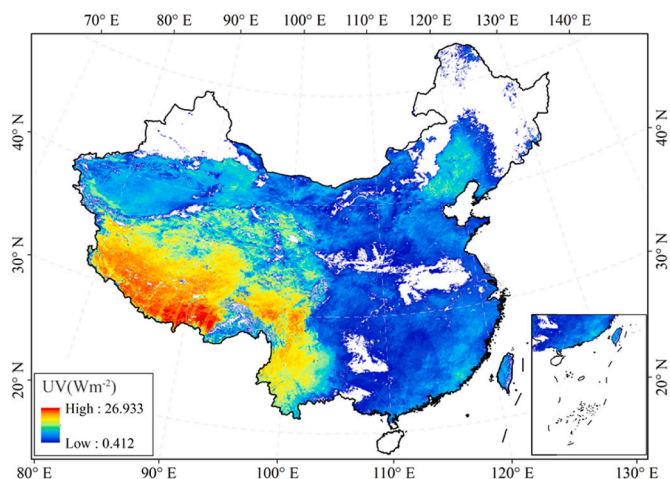 70° E 80° E 90° E 100° E 110° E 120° E 130° E 140° E
40° N
30° N
20° N
40° N
30° N
20° N
UV(Wm-2)
High : 26.933
Low : 0.412
80° E 90° E 100° E 110° E 120° E 130° E